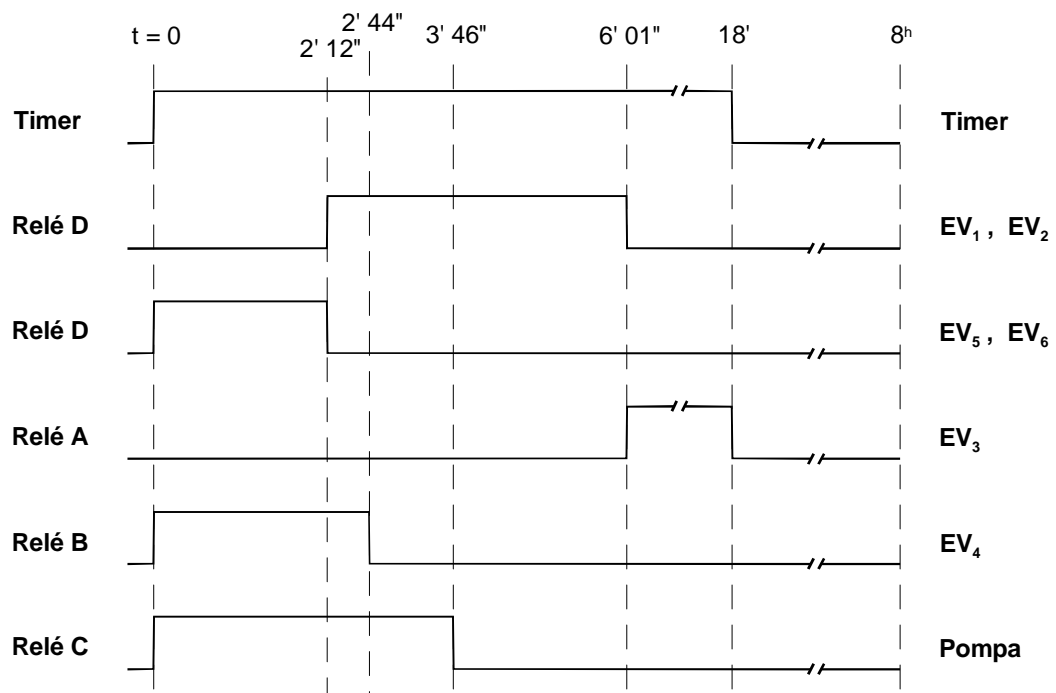 2' 44"
t = 0 2' 12" 3' 46" 6' 01" 18' 8ʰ
Timer Timer
Relé D EV₁ , EV₂
Relé D EV₅ , EV₆
Relé A EV₃
Relé B EV₄
Relé C Pompa